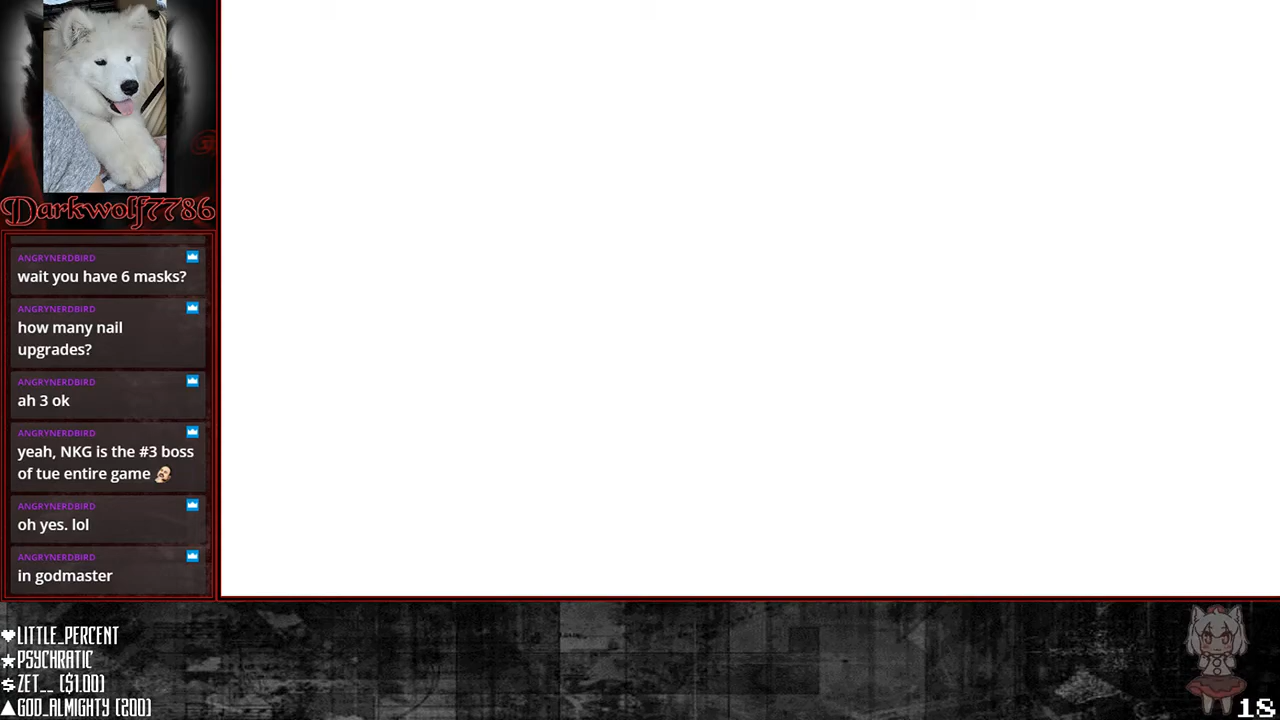 Darkwolf7786
ANGRYNERDBIRD
wait you have 6 masks?
ANGRYNERDBIRD
how many nail
upgrades?
ANGRYNERDBIRD
ah 3 ok
ANGRYNERDBIRD
yeah, NKG is the #3 boss
of tue entire game
ANGRYNERDBIRD
oh yes. lol
ANGRYNERDBIRD
in godmaster
LITTLE_PERCENT
PSYCHRATIC
ZET__ ($1.00)
GOD_ALMIGHTY (200)
18